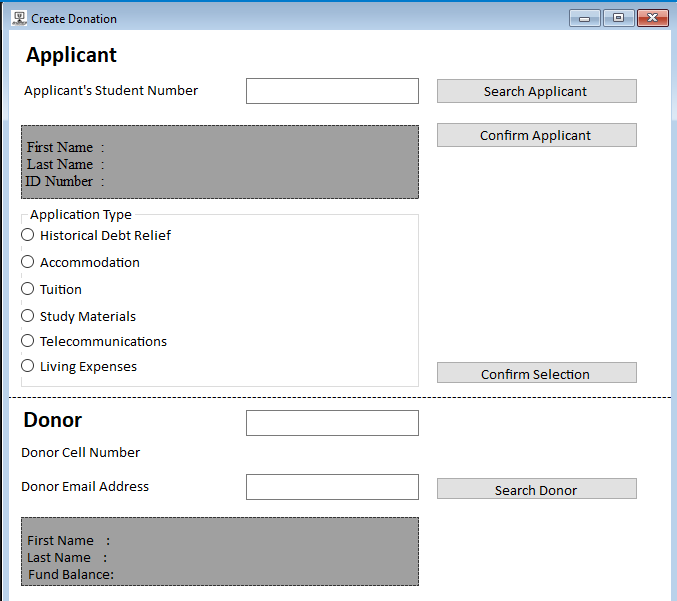 Create Donation
Applicant
Applicant's Student Number
Search Applicant
Confirm Applicant
First Name :
Last Name :
ID Number :
Application Type
Historical Debt Relief
Accommodation
Tuition
Study Materials
Telecommunications
Living Expenses
Confirm Selection
Donor
Donor Cell Number
Donor Email Address
Search Donor
First Name :
Last Name :
Fund Balance: